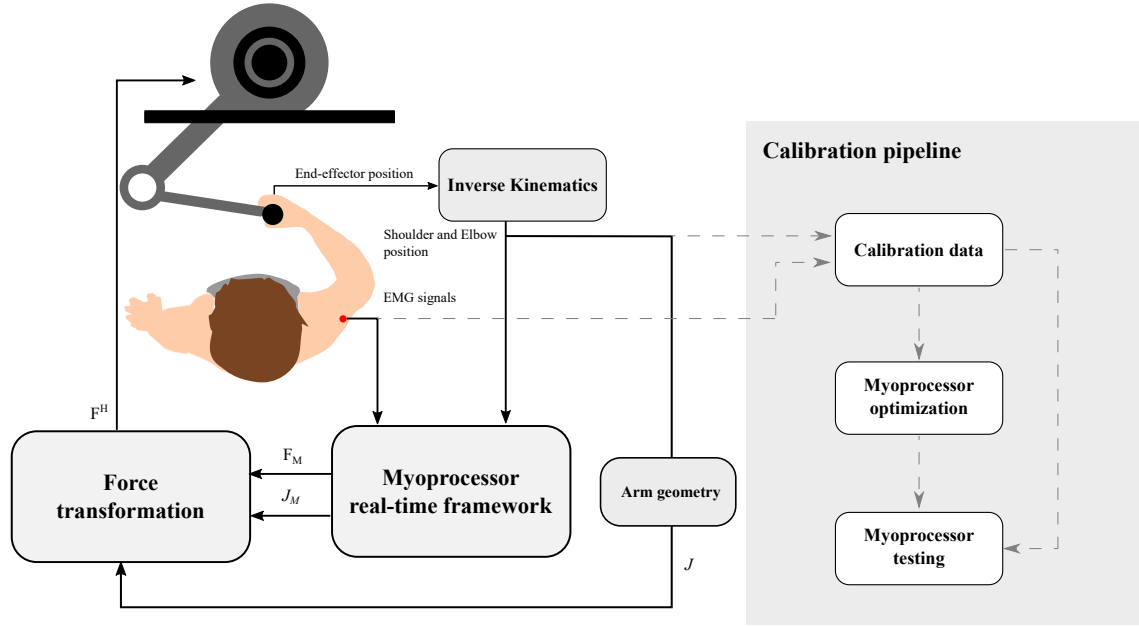 Calibration pipeline
End-effector position
Inverse Kinematics
Shoulder and Elbow
position
Calibration data
EMG signals
Myoprocessor
optimization
F^H
Force
transformation
F_M
J_M
Myoprocessor
real-time framework
Arm geometry
J
Myoprocessor
testing